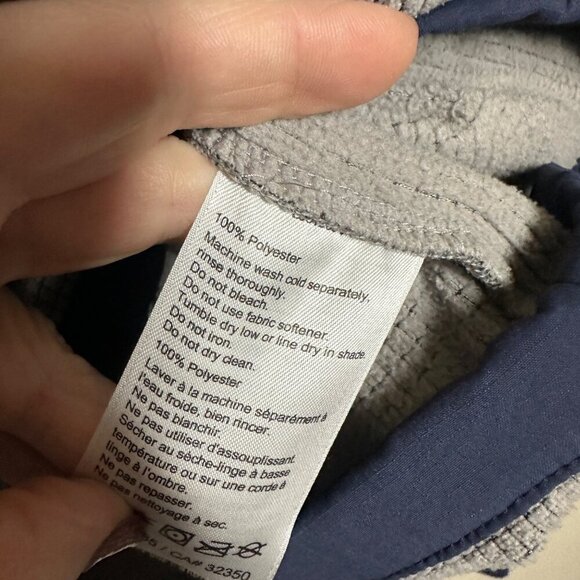 100% Polyester
Machine wash cold separately,
rinse thoroughly.
Do not bleach.
Do not use fabric softener.
Tumble dry low or line dry in shade.
Do not iron.
Do not dry clean.
100% Polyester
Laver à la machine séparément à
l'eau froide, bien rincer.
Ne pas blanchir.
Ne pas utiliser d'assouplissant.
Sécher au sèche-linge à basse
température ou sur une corde à
linge à l'ombre.
Ne pas repasser.
Ne pas nettoyage à sec.
/ CA# 32350